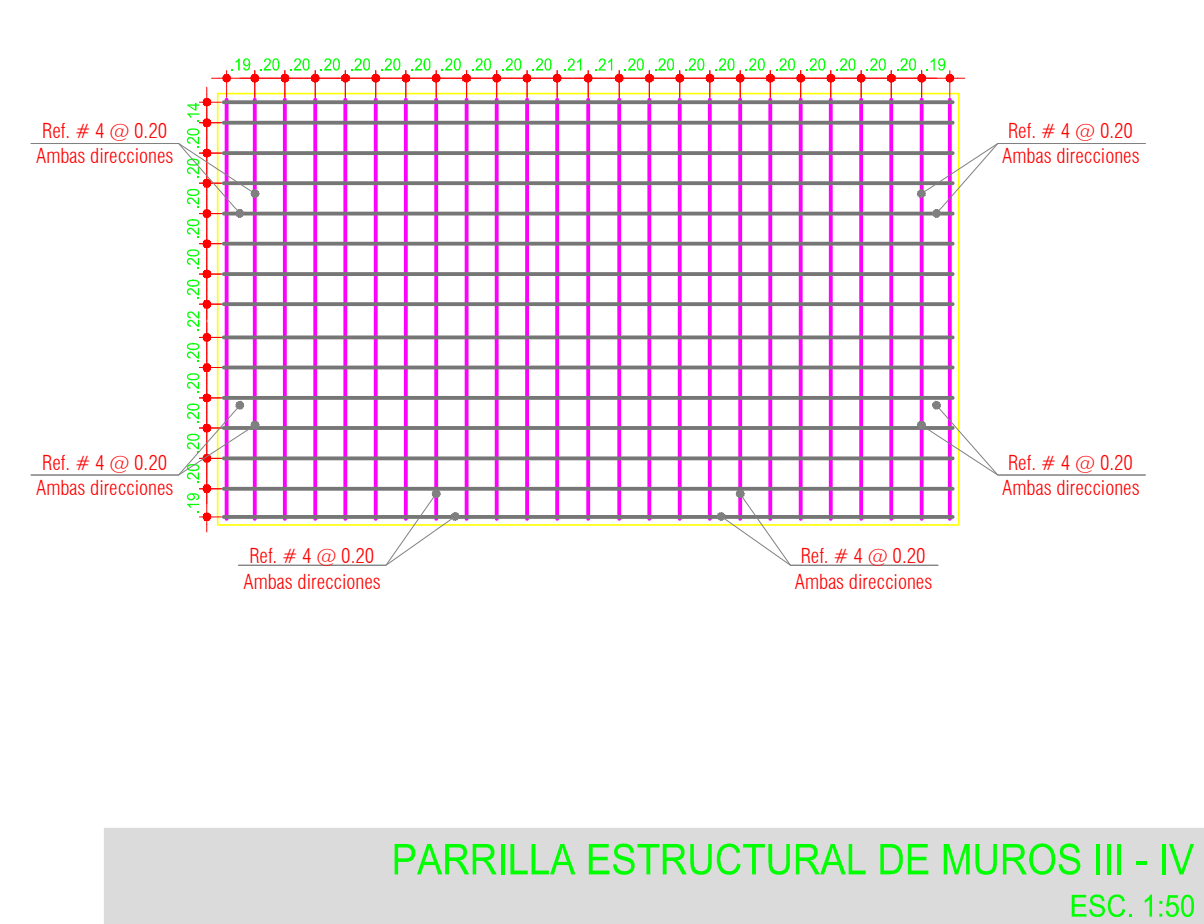 .19 .20 .20 .20 .20 .20 .20 .20 .20 .20 .20 .21 .21 .20 .20 .20 .20 .20 .20 .20 .20 .20 .20 .19
.19 .20 .20 .20 .20 .20 .22 .20 .20 .20 .20 .20 .20 .14
Ref. # 4 @ 0.20
Ambas direcciones
Ref. # 4 @ 0.20
Ambas direcciones
Ref. # 4 @ 0.20
Ambas direcciones
Ref. # 4 @ 0.20
Ambas direcciones
Ref. # 4 @ 0.20
Ambas direcciones
Ref. # 4 @ 0.20
Ambas direcciones
PARRILLA ESTRUCTURAL DE MUROS III - IV
ESC. 1:50